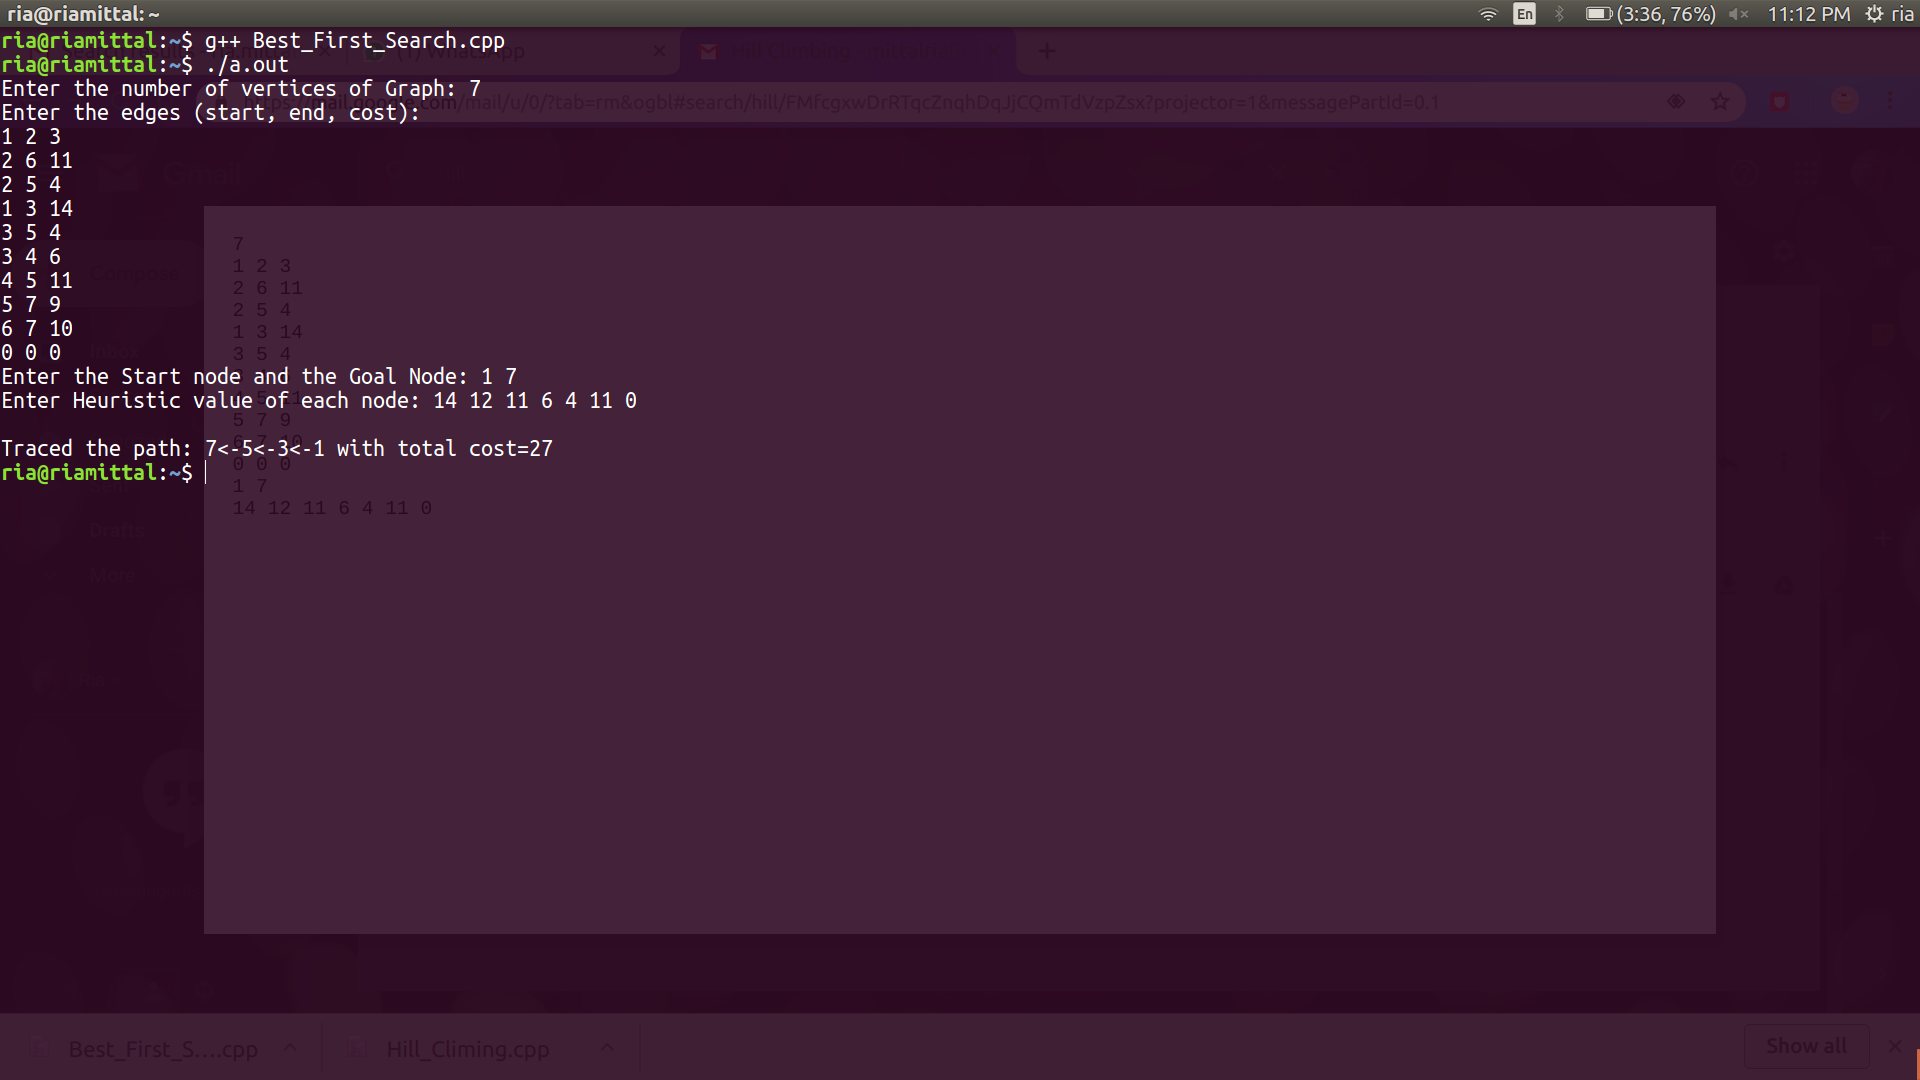 ria@riamittal: ~
En
(3:36, 76%)
11:12 PM
ria
ria@riamittal:~$ g++ Best_First_Search.cpp
ria@riamittal:~$ ./a.out
Enter the number of vertices of Graph: 7
Enter the edges (start, end, cost):
1 2 3
2 6 11
2 5 4
1 3 14
3 5 4
3 4 6
4 5 11
5 7 9
6 7 10
0 0 0
Enter the Start node and the Goal Node: 1 7
Enter Heuristic value of each node: 14 12 11 6 4 11 0
Traced the path: 7<-5<-3<-1 with total cost=27
ria@riamittal:~$
(1) WhatsApp
Gmail
Compose
Inbox
Drafts
More
7
1 2 3
2 6 11
2 5 4
1 3 14
3 5 4
5 7 9
0 0 0
1 7
14 12 11 6 4 11 0
Best_First_S....cpp
Hill_Climing.cpp
Show all